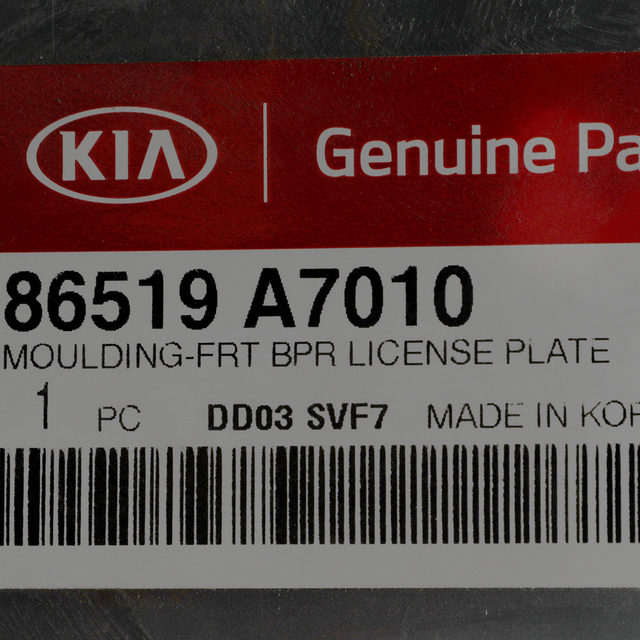 KIA Genuine Pa
86519 A7010
MOULDING-FRT BPR LICENSE PLATE
1 PC DD03 SVF7 MADE IN KOR